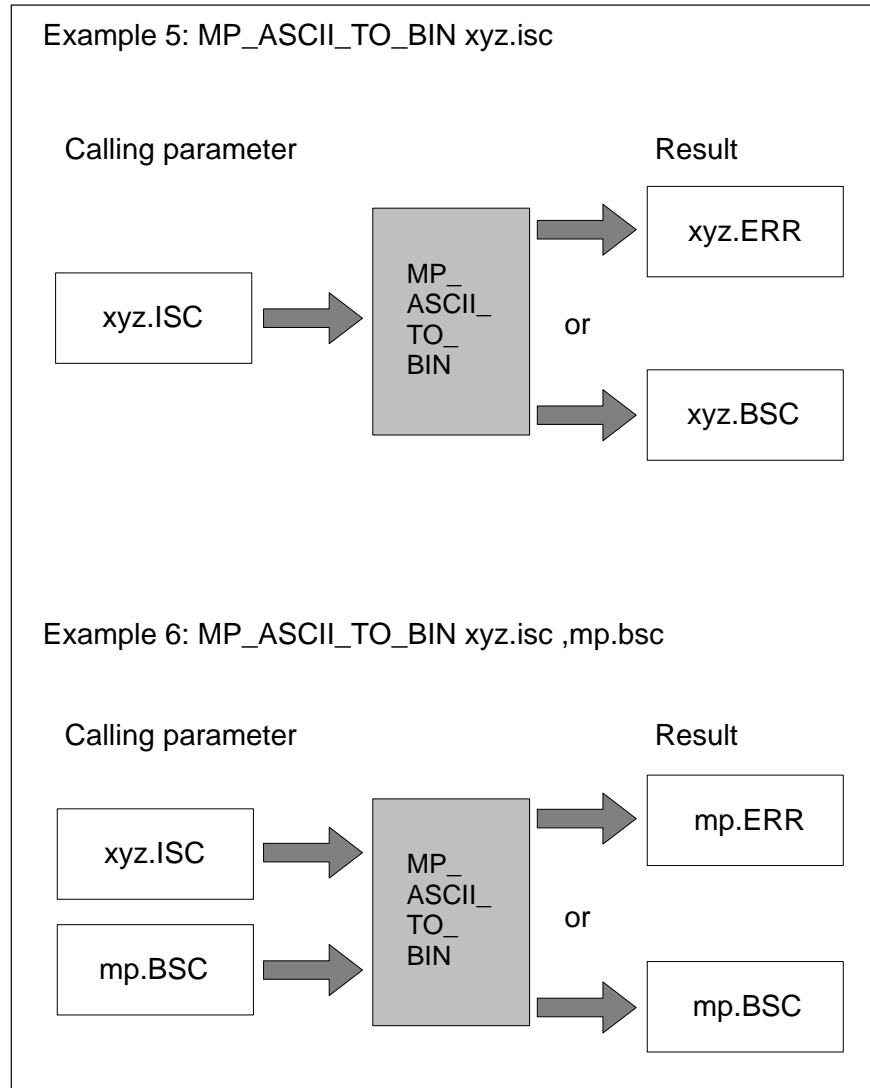 Example 5: MP_ASCII_TO_BIN xyz.isc
Calling parameter
Result
xyz.ISC
MP_
ASCII_
TO_
BIN
xyz.ERR
or
xyz.BSC
Example 6: MP_ASCII_TO_BIN xyz.isc ,mp.bsc
Calling parameter
Result
xyz.ISC
mp.BSC
MP_
ASCII_
TO_
BIN
mp.ERR
or
mp.BSC